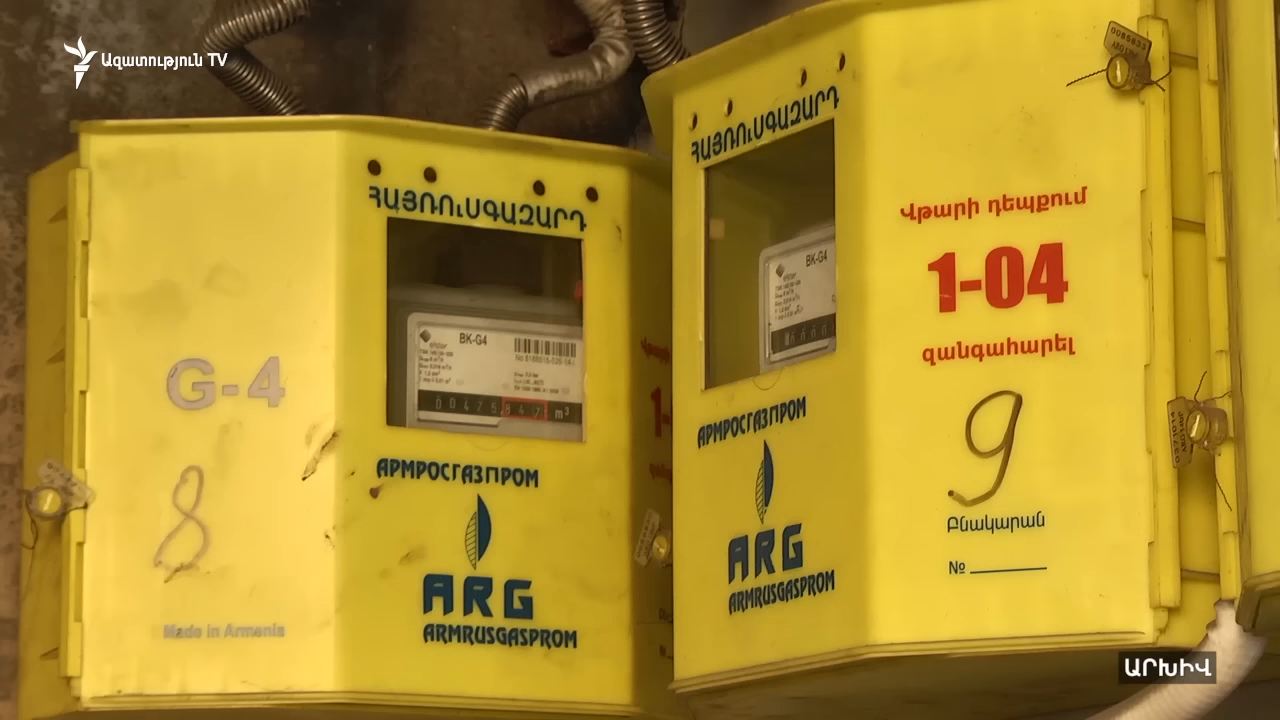 Ազատություն TV
ՀԱՅՌՈւՍԳԱԶԱՐԴ
BK-G4
00475847 m³
G-4
8
АРМРОСГАЗПРОМ
ARG
ARMRUSGASPROM
Made in Armenia
ՀԱՅՌՈւՍԳԱԶԱՐԴ
BK-G4
АРМРОСГАЗПРОМ
ARG
ARMRUSGASPROM
Վթարի դեպքում
1-04
զանգահարել
9
Բնակարան
№
ԱՐԽԻՎ